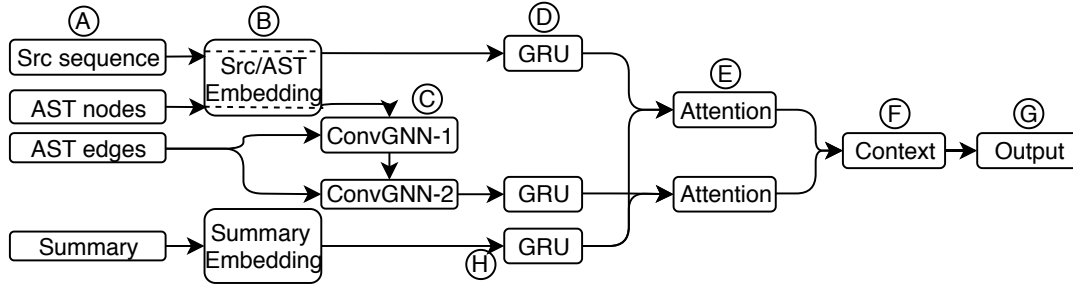 A
B
C
D
E
F
G
H
Src sequence
AST nodes
AST edges
Summary
Src/AST
Embedding
Summary
Embedding
ConvGNN-1
ConvGNN-2
GRU
GRU
GRU
Attention
Attention
Context
Output